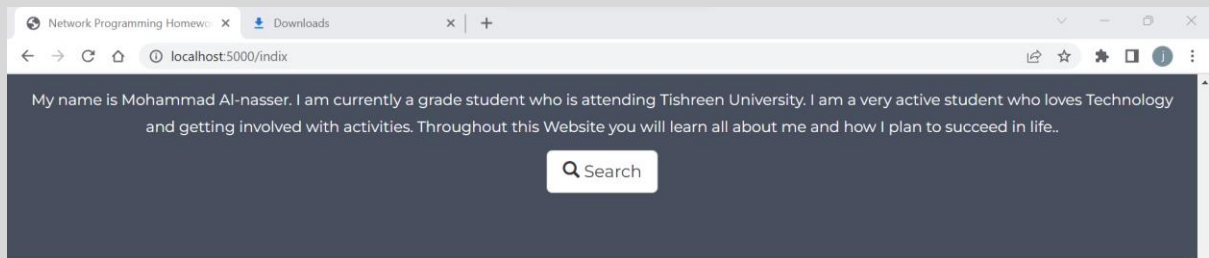 Network Programming Homewo
Downloads
localhost:5000/indix
j
My name is Mohammad Al-nasser. I am currently a grade student who is attending Tishreen University. I am a very active student who loves Technology
and getting involved with activities. Throughout this Website you will learn all about me and how I plan to succeed in life..
Search